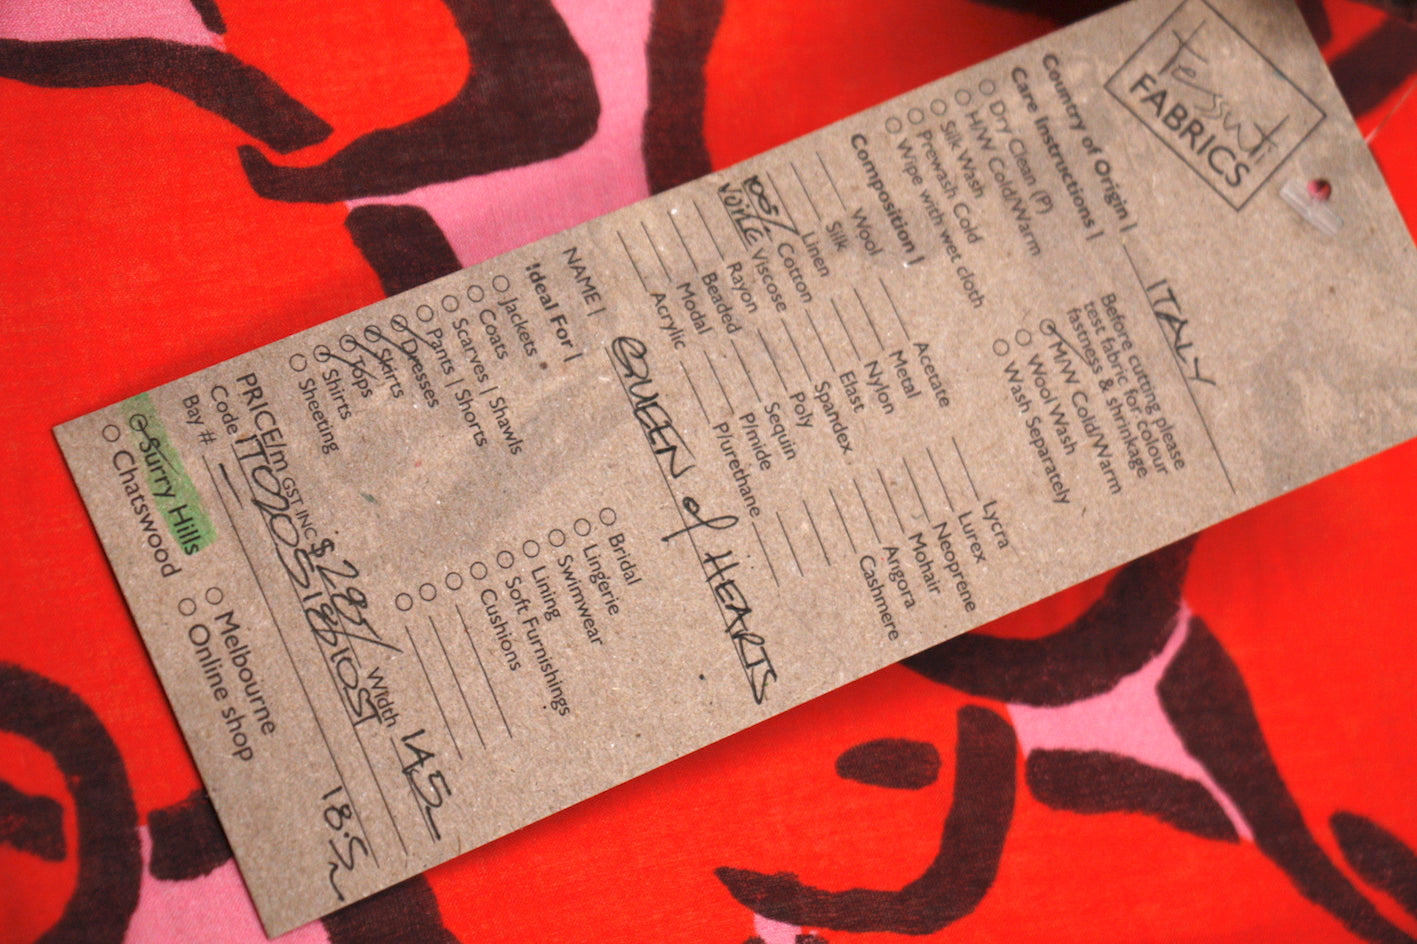 tessuti
FABRICS
Country of Origin | ITALY
Care Instructions |
Dry Clean (P)
H/W Cold/Warm
Silk Wash
Prewash Cold
Wipe with wet cloth
Before cutting please
test fabric for colour
fastness & shrinkage
M/W Cold/Warm
Wool Wash
Wash Separately
Composition |
Wool
Silk
Linen
100% Cotton
VOILE Viscose
Rayon
Beaded
Modal
Acrylic
Acetate
Metal
Nylon
Elast
Spandex
Poly
Sequin
P/mide
P/urethane
Lycra
Lurex
Neoprene
Mohair
Angora
Cashmere
NAME | QUEEN of HEARTS
Ideal For |
Jackets
Coats
Scarves | Shawls
Pants | Shorts
Dresses
Skirts
Tops
Shirts
Sheeting
Bridal
Lingerie
Swimwear
Lining
Soft Furnishings
Cushions
PRICE/m GST INC $29 Width 145
Code
Bay # 18.5m
Surry Hills
Chatswood
Melbourne
Online shop